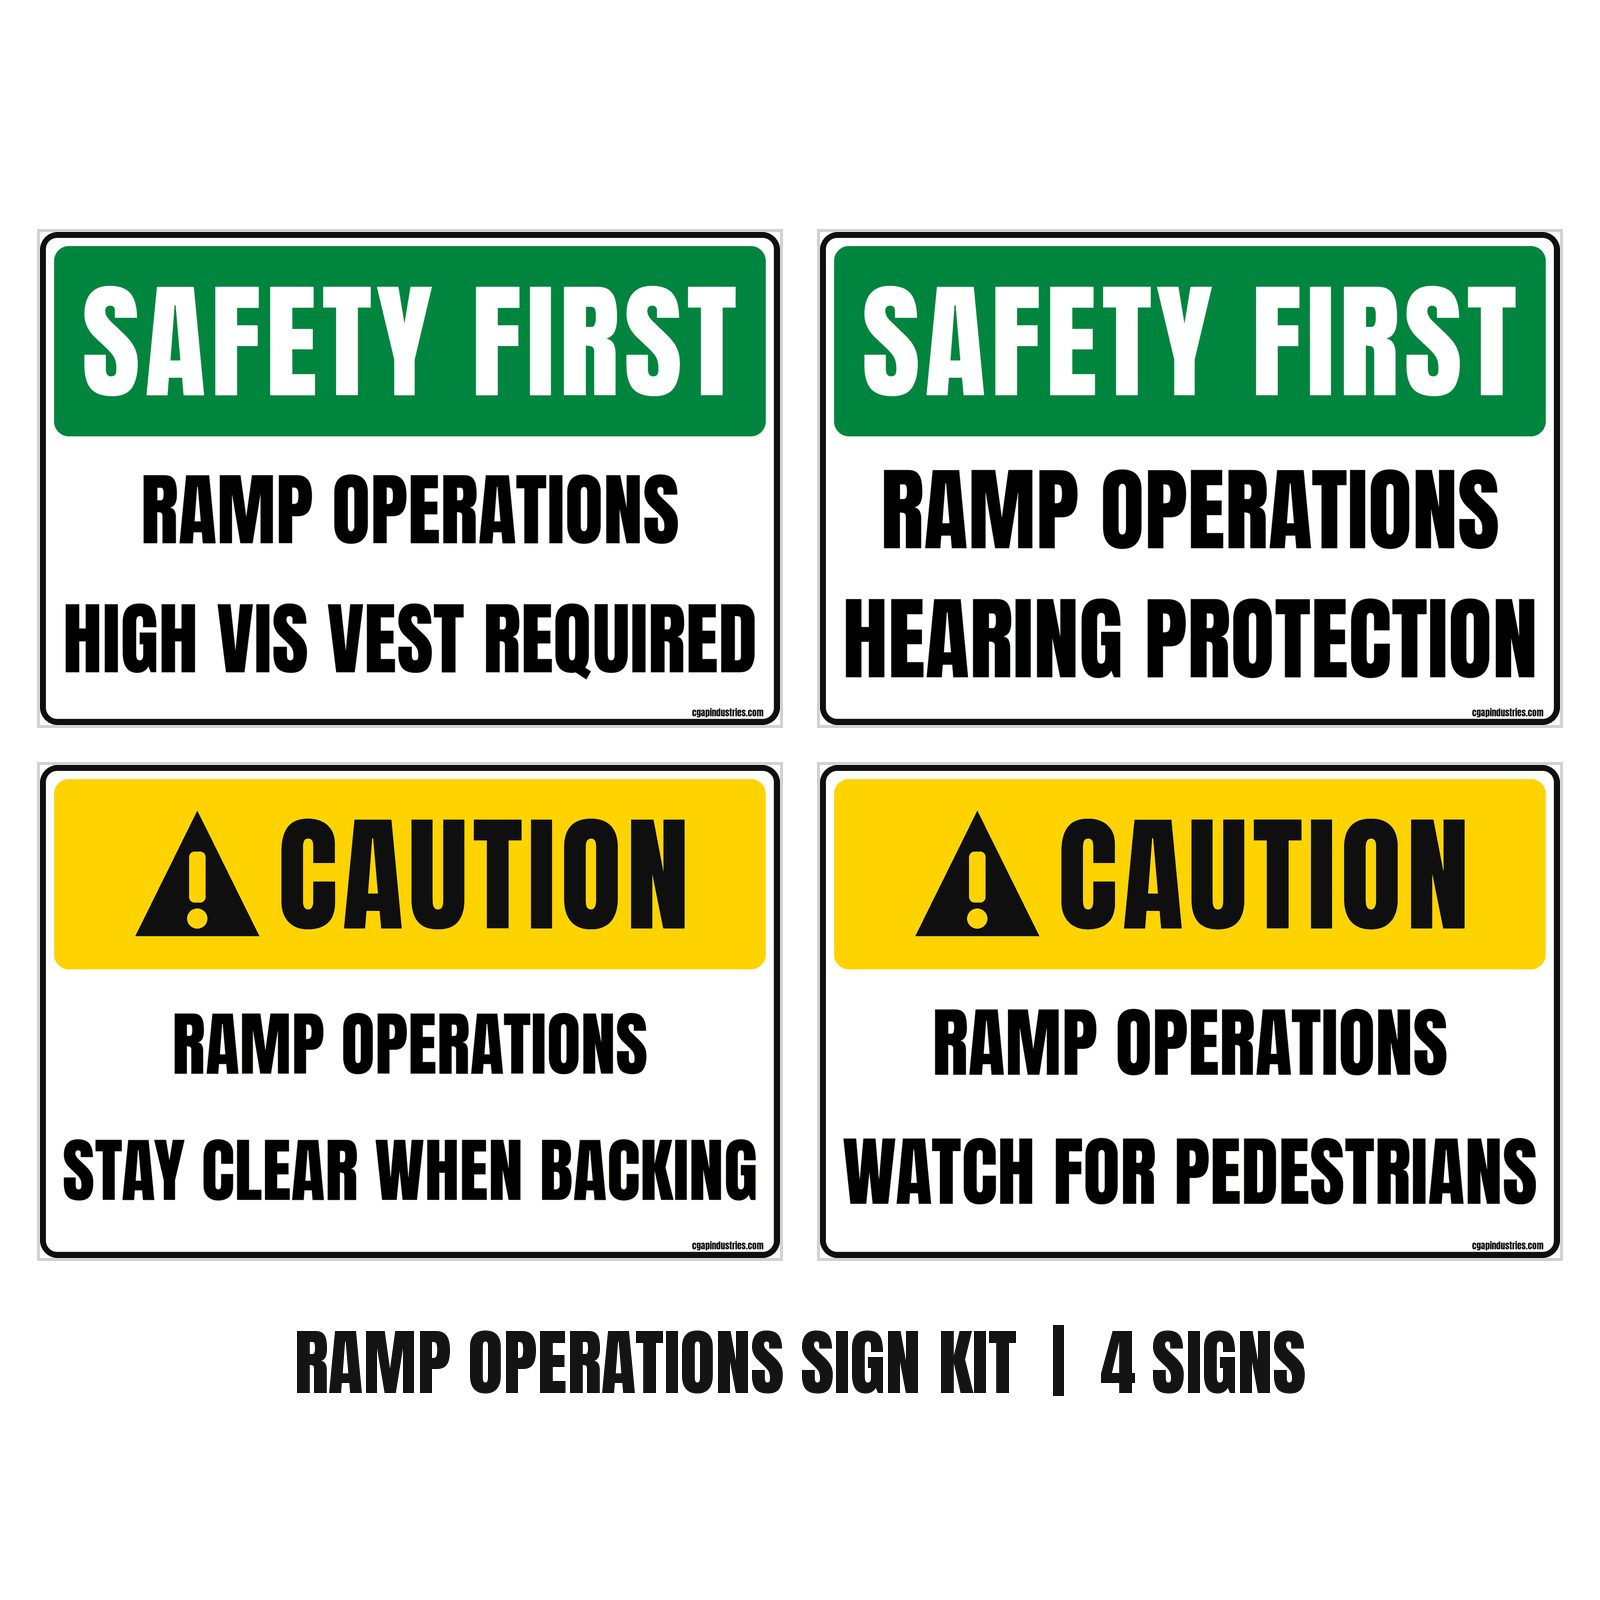 SAFETY FIRST
RAMP OPERATIONS
HIGH VIS VEST REQUIRED
cgapindustries.com
SAFETY FIRST
RAMP OPERATIONS
HEARING PROTECTION
cgapindustries.com
CAUTION
RAMP OPERATIONS
STAY CLEAR WHEN BACKING
cgapindustries.com
CAUTION
RAMP OPERATIONS
WATCH FOR PEDESTRIANS
cgapindustries.com
RAMP OPERATIONS SIGN KIT | 4 SIGNS